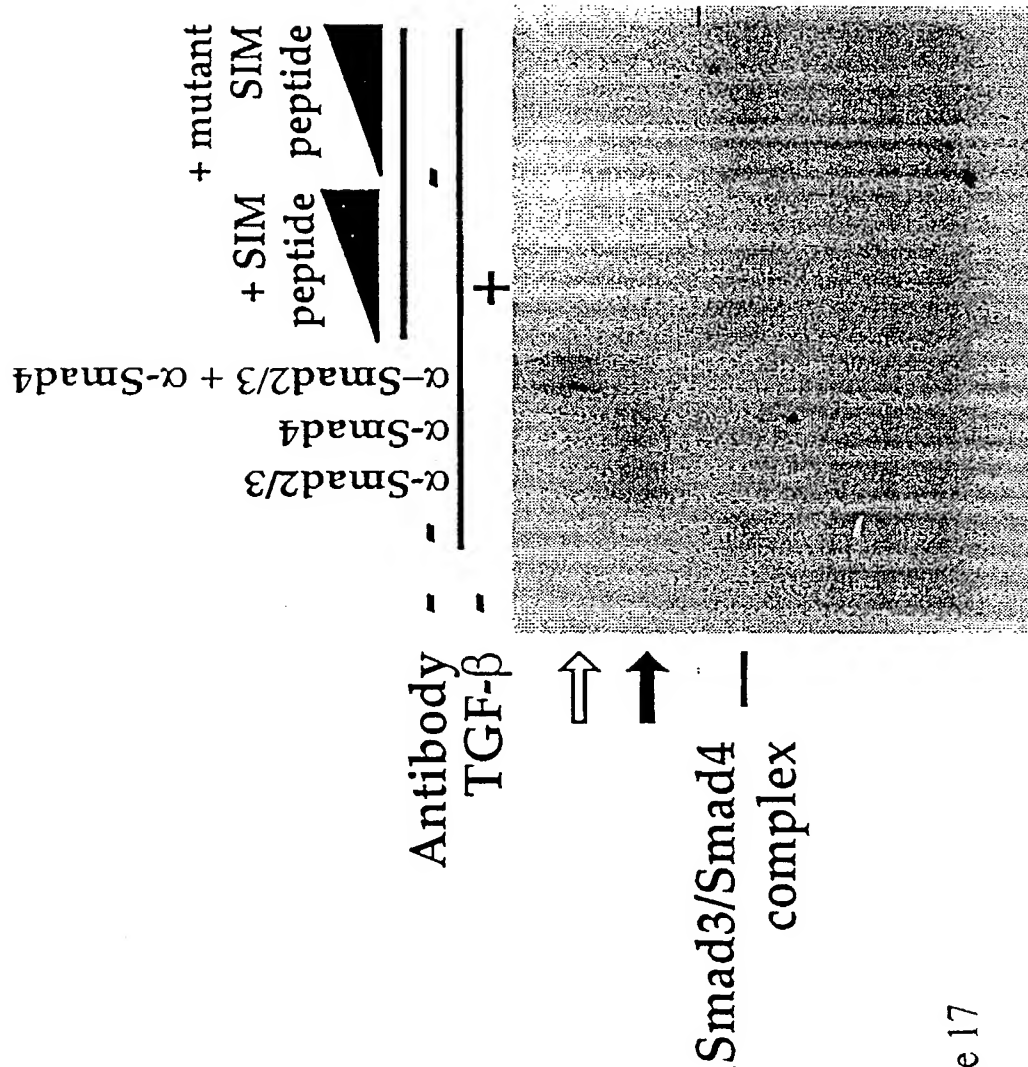 + mutant
SIM
peptide
+ SIM
peptide
α-Smad2/3 + α-Smad4
α-Smad4
α-Smad2/3
-
-
-
Antibody
-
+
TGF-β
Smad3/Smad4
complex
e 17